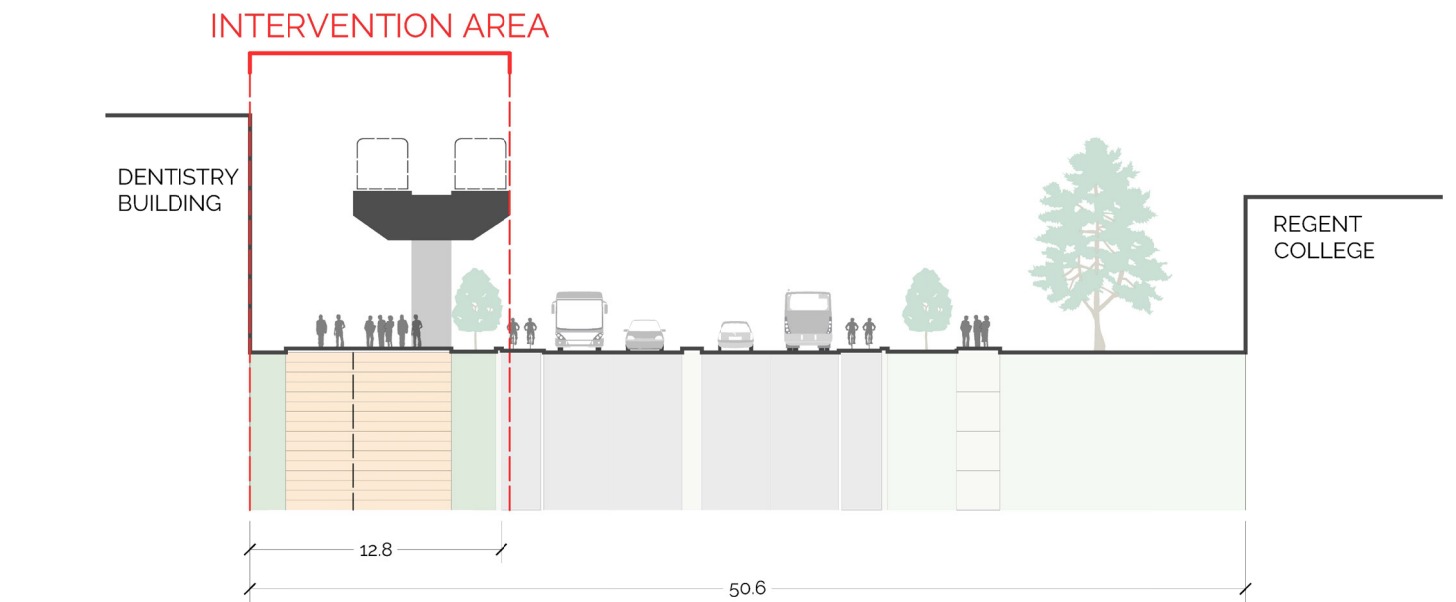 INTERVENTION AREA
DENTISTRY
BUILDING
REGENT
COLLEGE
12.8
50.6